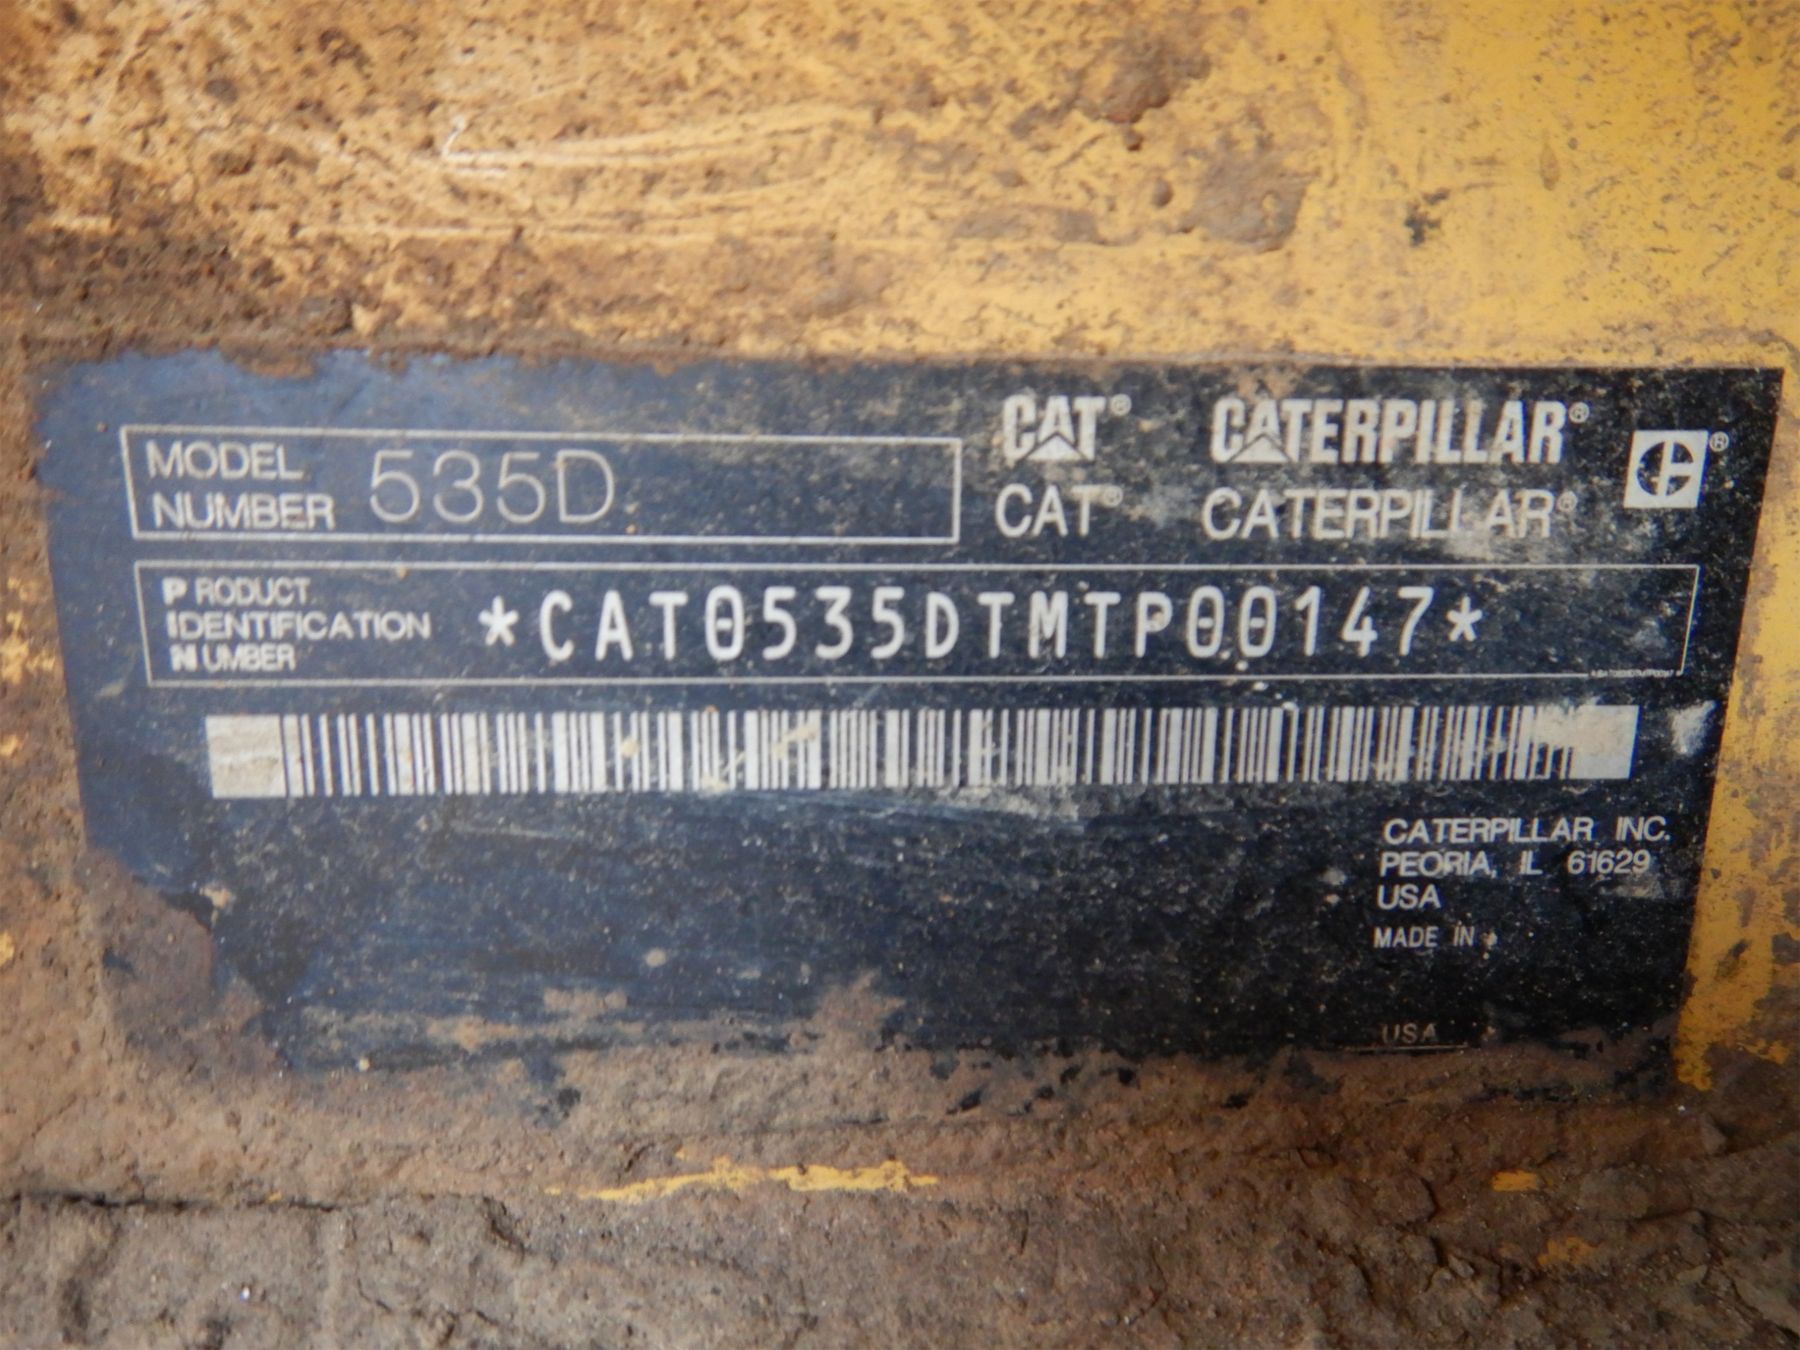 MODEL NUMBER 535D
CAT® CATERPILLAR®
CAT® CATERPILLAR®
PRODUCT IDENTIFICATION NUMBER *CAT0535DTMTP00147*
CATERPILLAR INC.
PEORIA, IL 61629
USA
MADE IN
USA